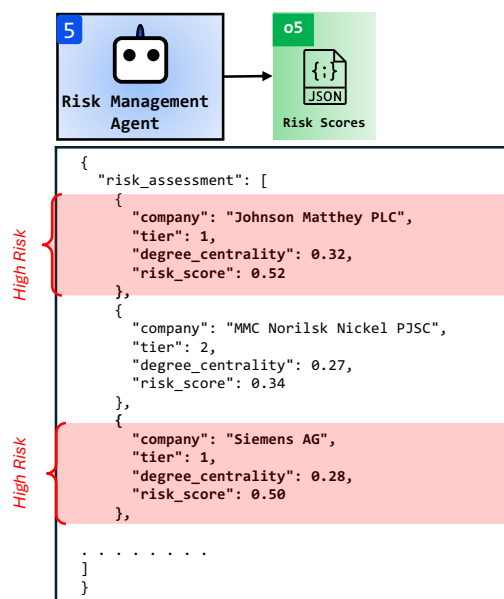 5
Risk Management
Agent
o5
{;}
JSON
Risk Scores
{
"risk_assessment": [
High Risk
{
"company": "Johnson Matthey PLC",
"tier": 1,
"degree_centrality": 0.32,
"risk_score": 0.52
},
{
"company": "MMC Norilsk Nickel PJSC",
"tier": 2,
"degree_centrality": 0.27,
"risk_score": 0.34
},
High Risk
{
"company": "Siemens AG",
"tier": 1,
"degree_centrality": 0.28,
"risk_score": 0.50
},
. . . . . . . .
]
}